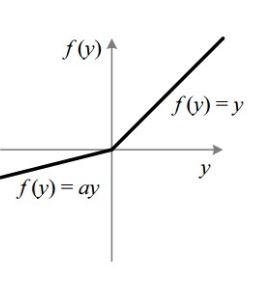 f(y)
f(y) = y
y
f(y) = ay